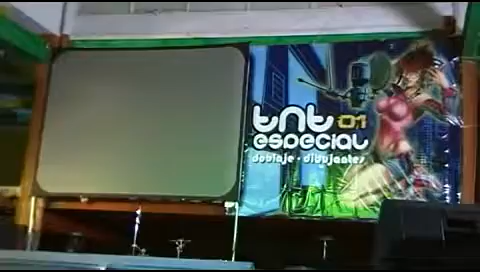 tnt 01
especial
doblaje · dibujantes